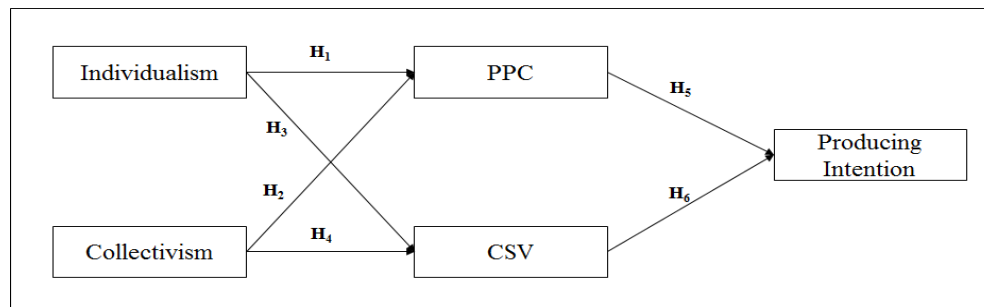 Individualism
H1
PPC
H3
H5
Producing
Intention
H2
H6
Collectivism
H4
CSV